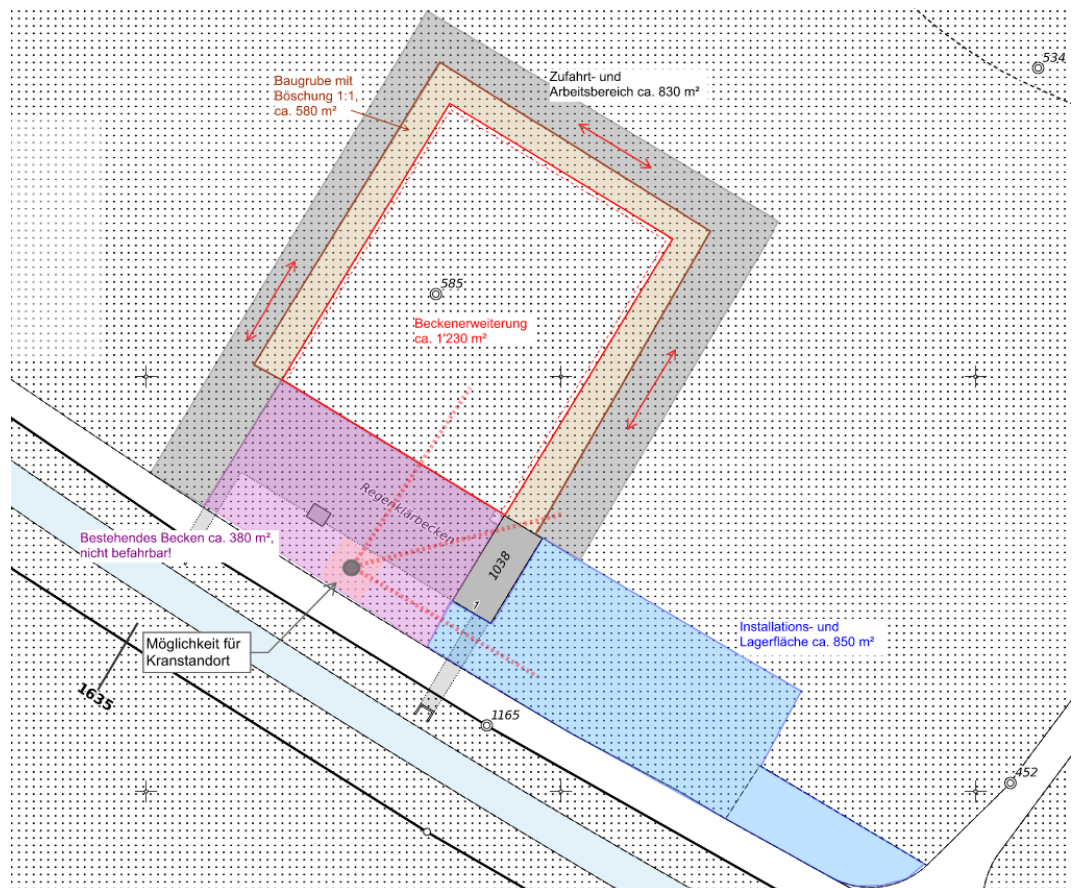 534
Zufahrt- und
Arbeitsbereich ca. 830 m²
Baugrube mit
Böschung 1:1,
ca. 580 m²
585
Beckenerweiterung
ca. 1'230 m²
Regenklärbecken
Bestehendes Becken ca. 380 m²,
nicht befahrbar!
1038
1
Installations- und
Lagerfläche ca. 850 m²
Möglichkeit für
Kranstandort
1635
1165
452